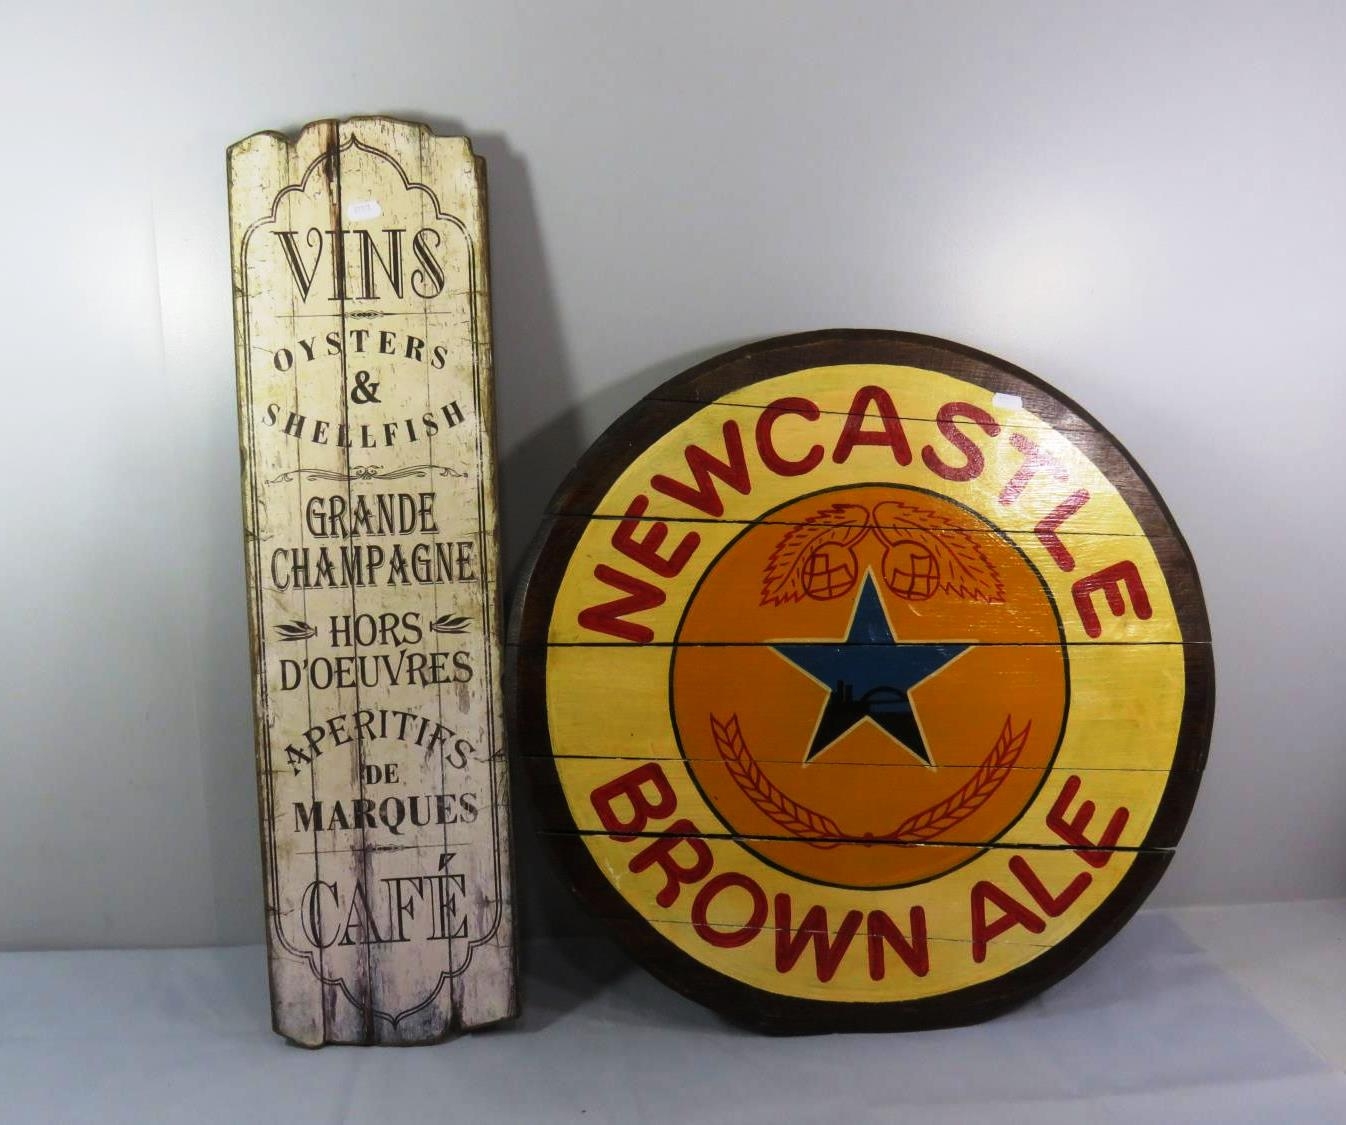 VINS
OYSTERS
&
SHELLFISH
GRANDE
CHAMPAGNE
HORS
D'OEUVRES
APERITIFS
DE
MARQUES
CAFÉ
NEWCASTLE
BROWN ALE